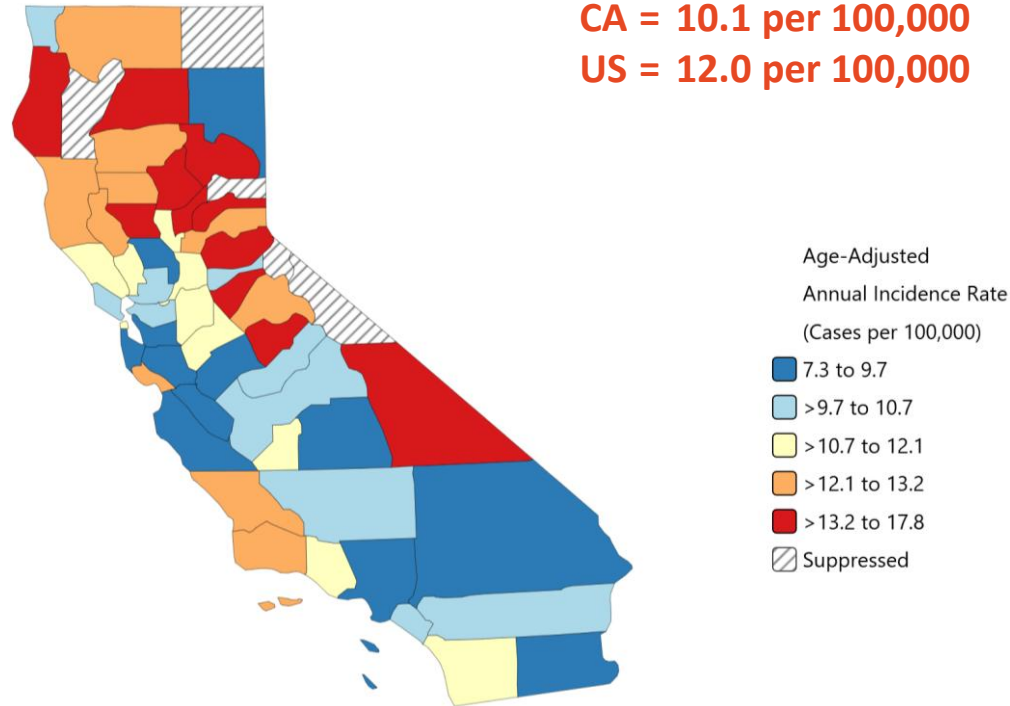 CA = 10.1 per 100,000
US = 12.0 per 100,000
Age-Adjusted
Annual Incidence Rate
(Cases per 100,000)
7.3 to 9.7
>9.7 to 10.7
>10.7 to 12.1
>12.1 to 13.2
>13.2 to 17.8
Suppressed